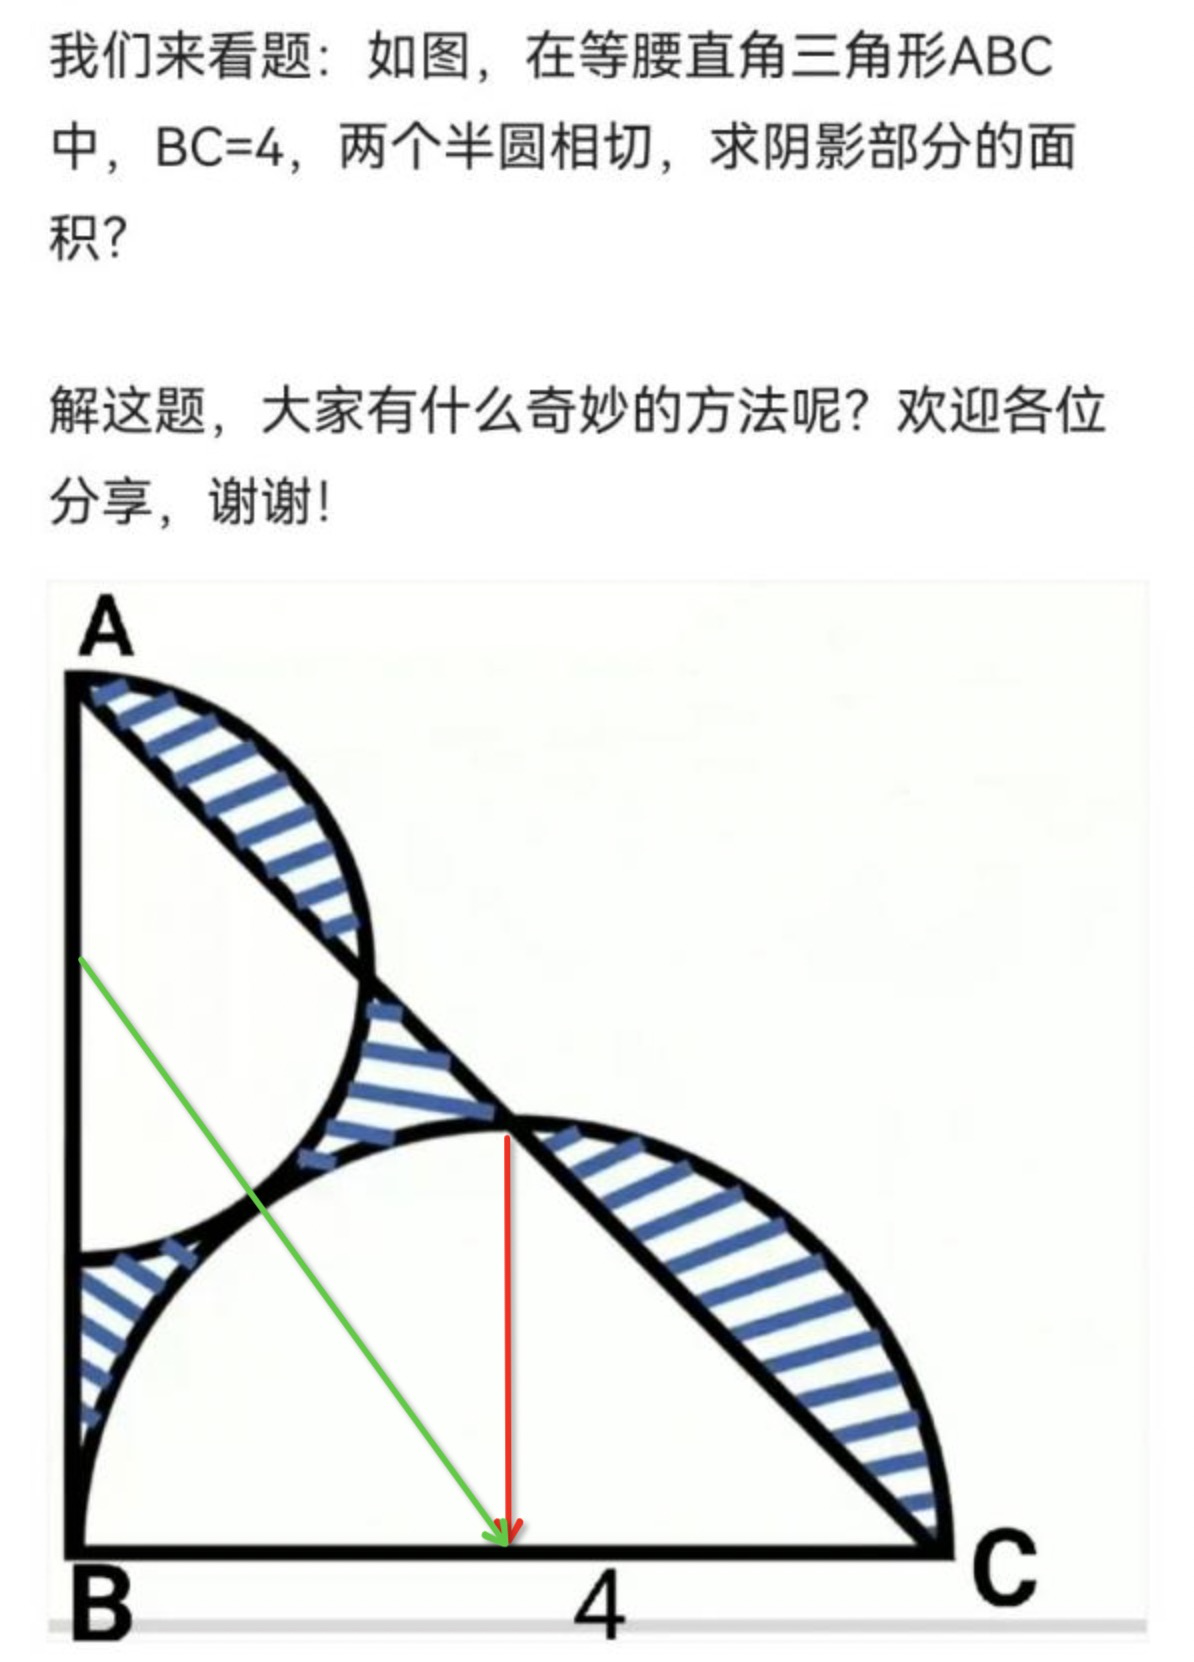 我们来看题：如图，在等腰直角三角形ABC
中，BC=4，两个半圆相切，求阴影部分的面
积？
解这题，大家有什么奇妙的方法呢？欢迎各位
分享，谢谢！
A
B
4
C